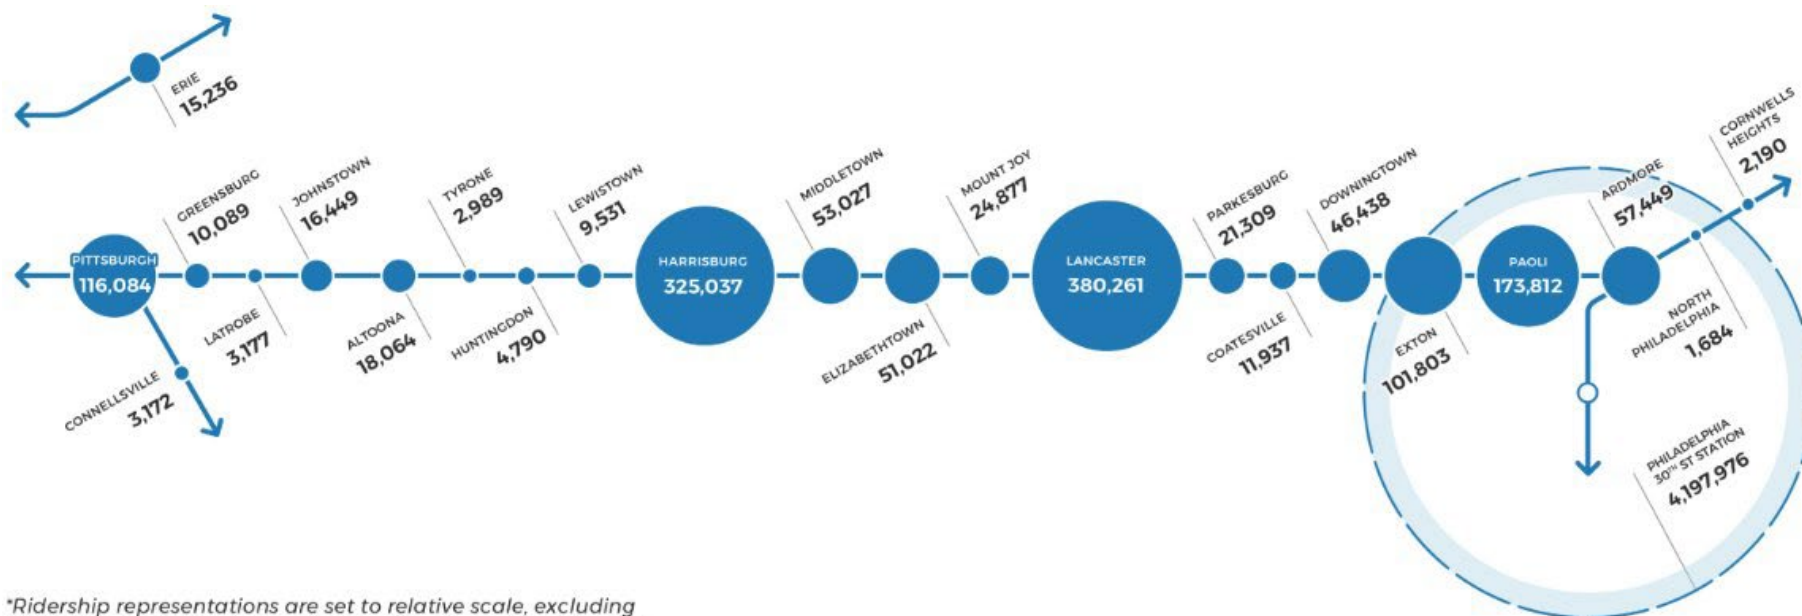 ERIE
15,236
PITTSBURGH
116,084
CONNELLSVILLE
3,172
GREENSBURG
10,089
LATROBE
3,177
JOHNSTOWN
16,449
ALTOONA
18,064
TYRONE
2,989
HUNTINGDON
4,790
LEWISTOWN
9,531
HARRISBURG
325,037
MIDDLETOWN
53,027
ELIZABETHTOWN
51,022
MOUNT JOY
24,877
LANCASTER
380,261
PARKESBURG
21,309
COATESVILLE
11,937
DOWNINGTOWN
46,438
EXTON
101,803
PAOLI
173,812
ARDMORE
57,449
NORTH
PHILADELPHIA
1,684
CORNWELLS
HEIGHTS
2,190
PHILADELPHIA
30TH ST STATION
4,197,976
*Ridership representations are set to relative scale, excluding